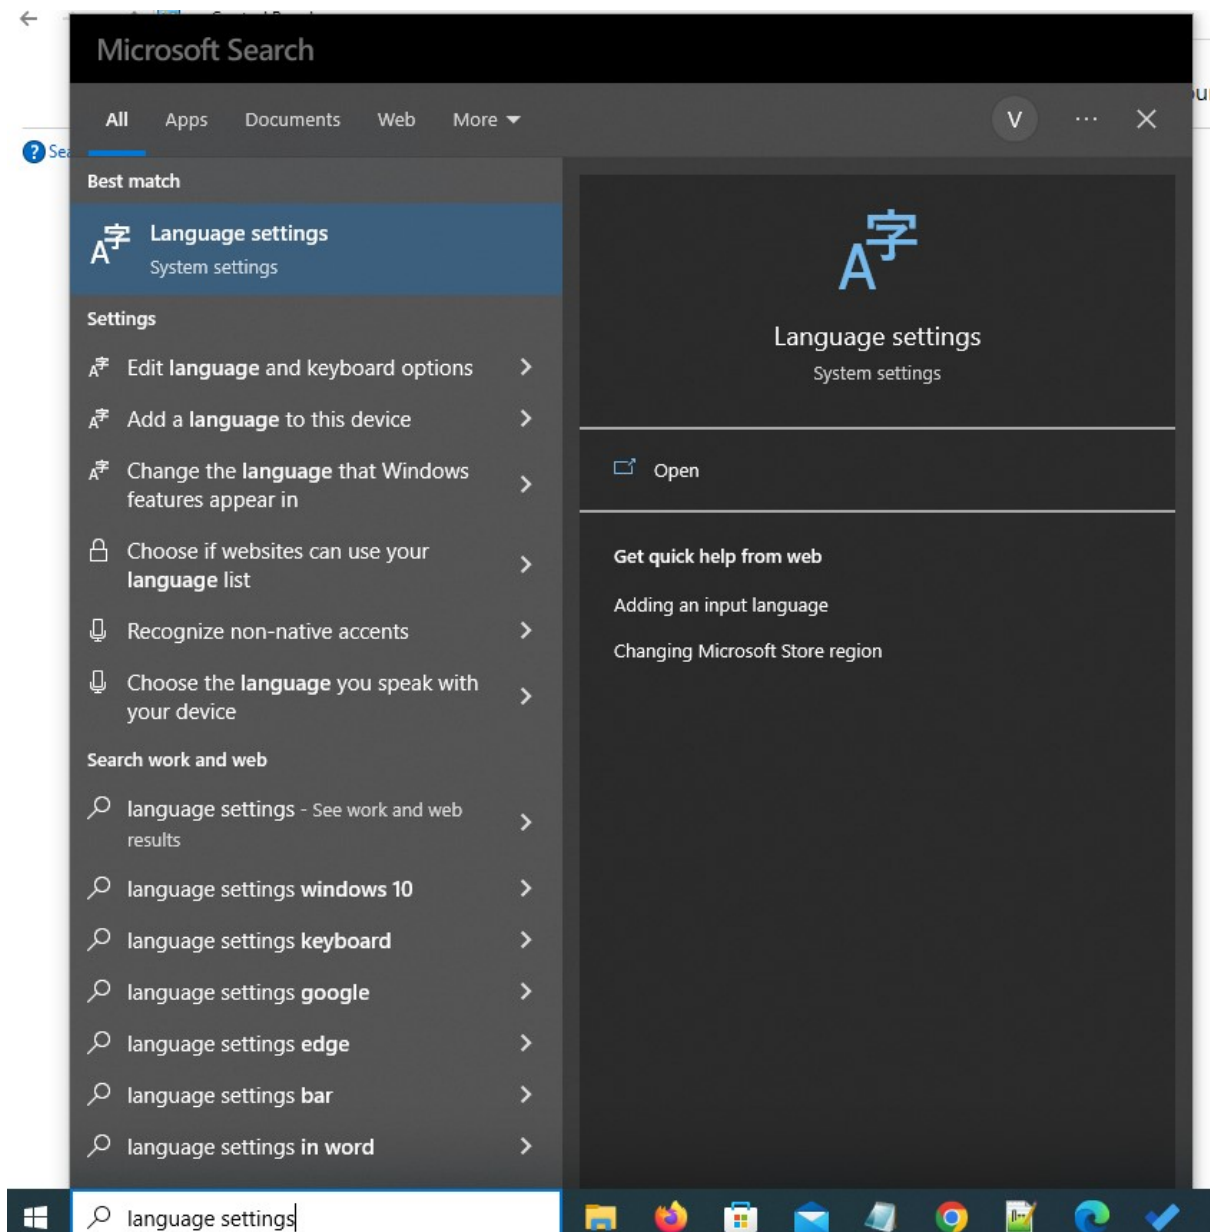 Microsoft Search
All Apps Documents Web More
V ...
Sea
Best match
Language settings
System settings
Settings
Edit language and keyboard options
Add a language to this device
Change the language that Windows
features appear in
Choose if websites can use your
language list
Recognize non-native accents
Choose the language you speak with
your device
Search work and web
language settings - See work and web
results
language settings windows 10
language settings keyboard
language settings google
language settings edge
language settings bar
language settings in word
language settings
A字
Language settings
System settings
Open
Get quick help from web
Adding an input language
Changing Microsoft Store region